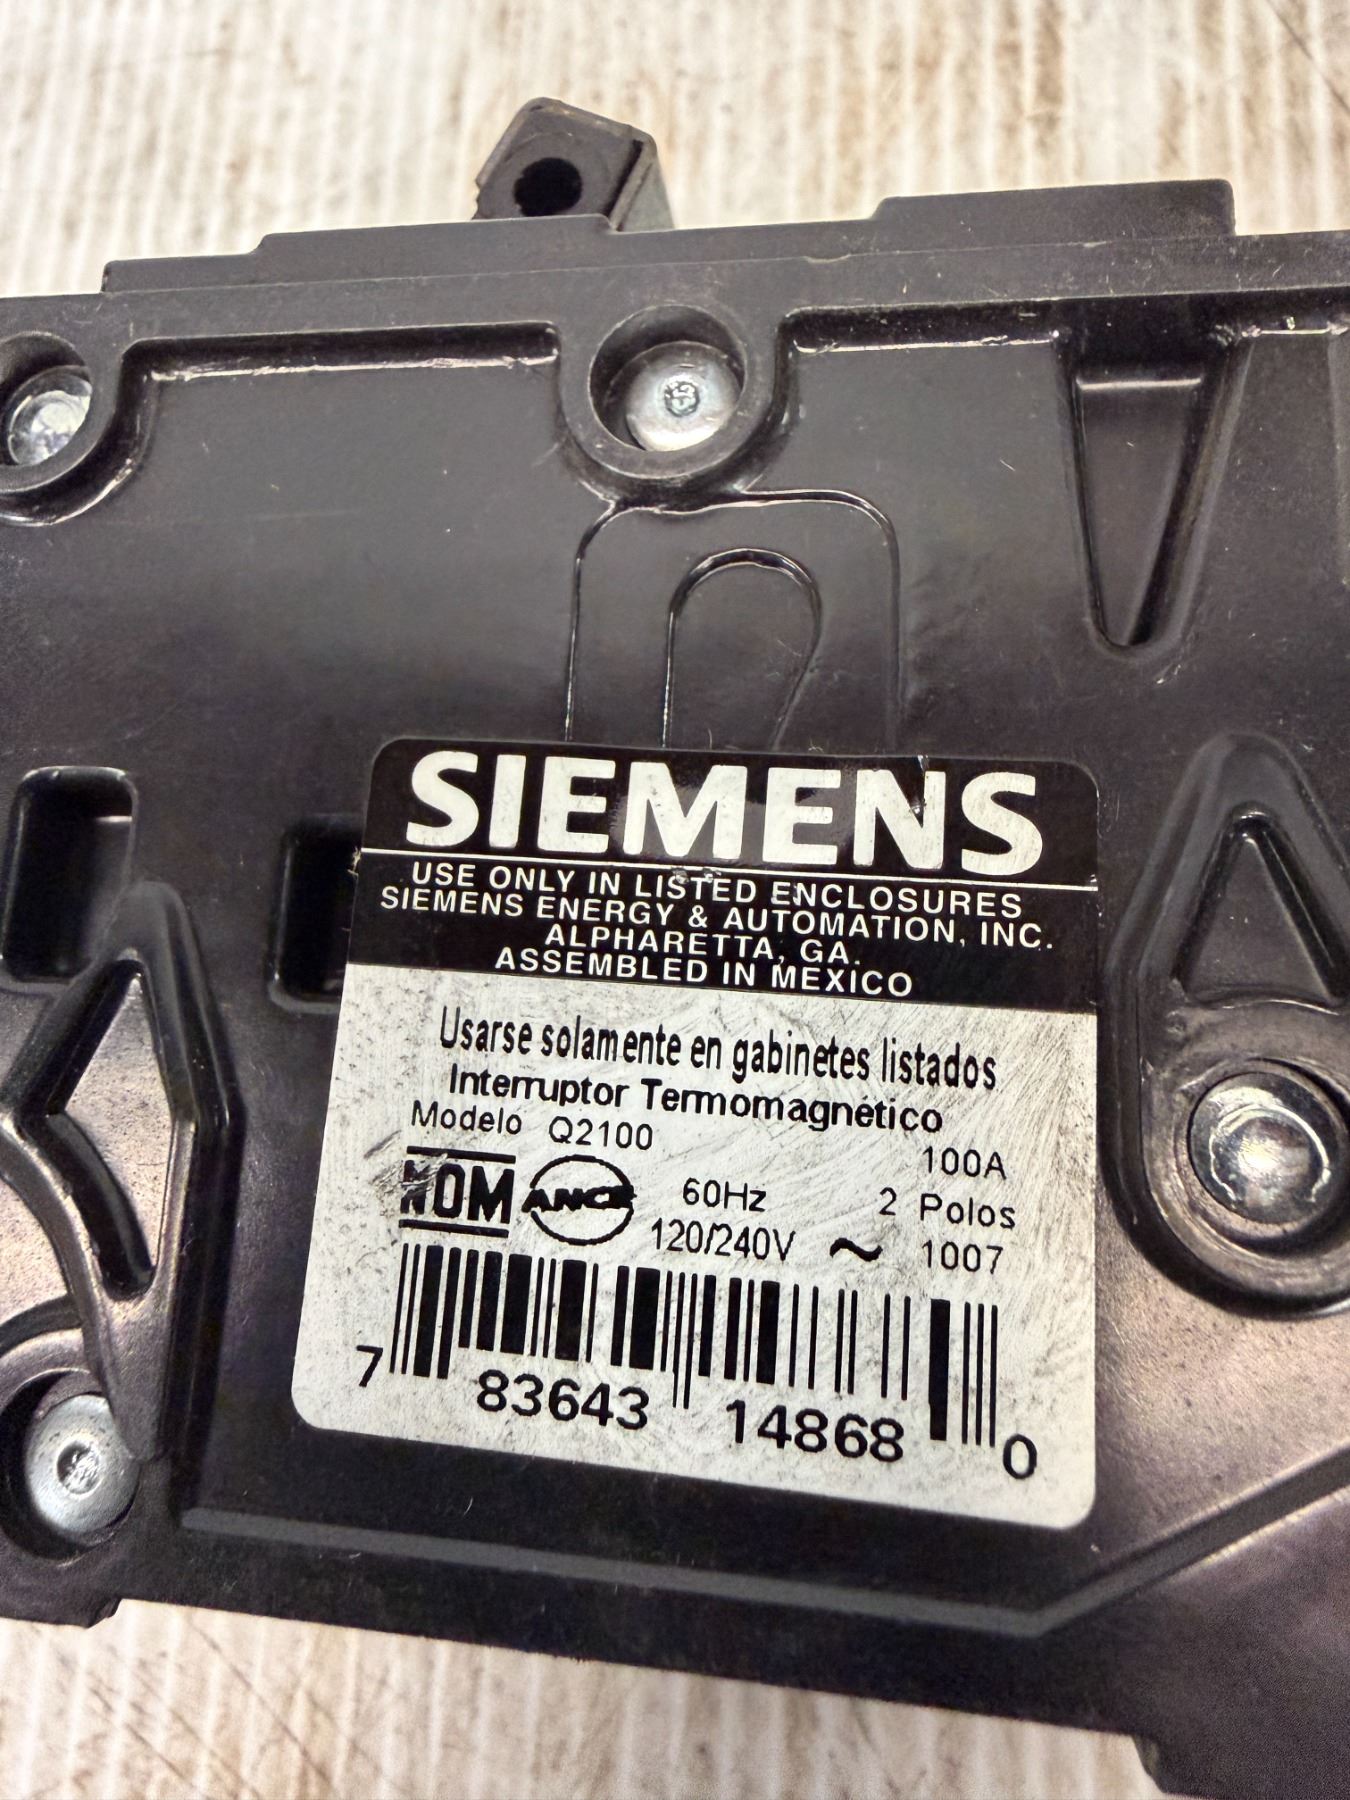 SIEMENS
USE ONLY IN LISTED ENCLOSURES
SIEMENS ENERGY & AUTOMATION, INC.
ALPHARETTA, GA.
ASSEMBLED IN MEXICO
Usarse solamente en gabinetes listados
Interruptor Termomagnético
Modelo Q2100
100A
NOM ANCE 60Hz 2 Polos
120/240V ~ 1007
7 83643 14868 0